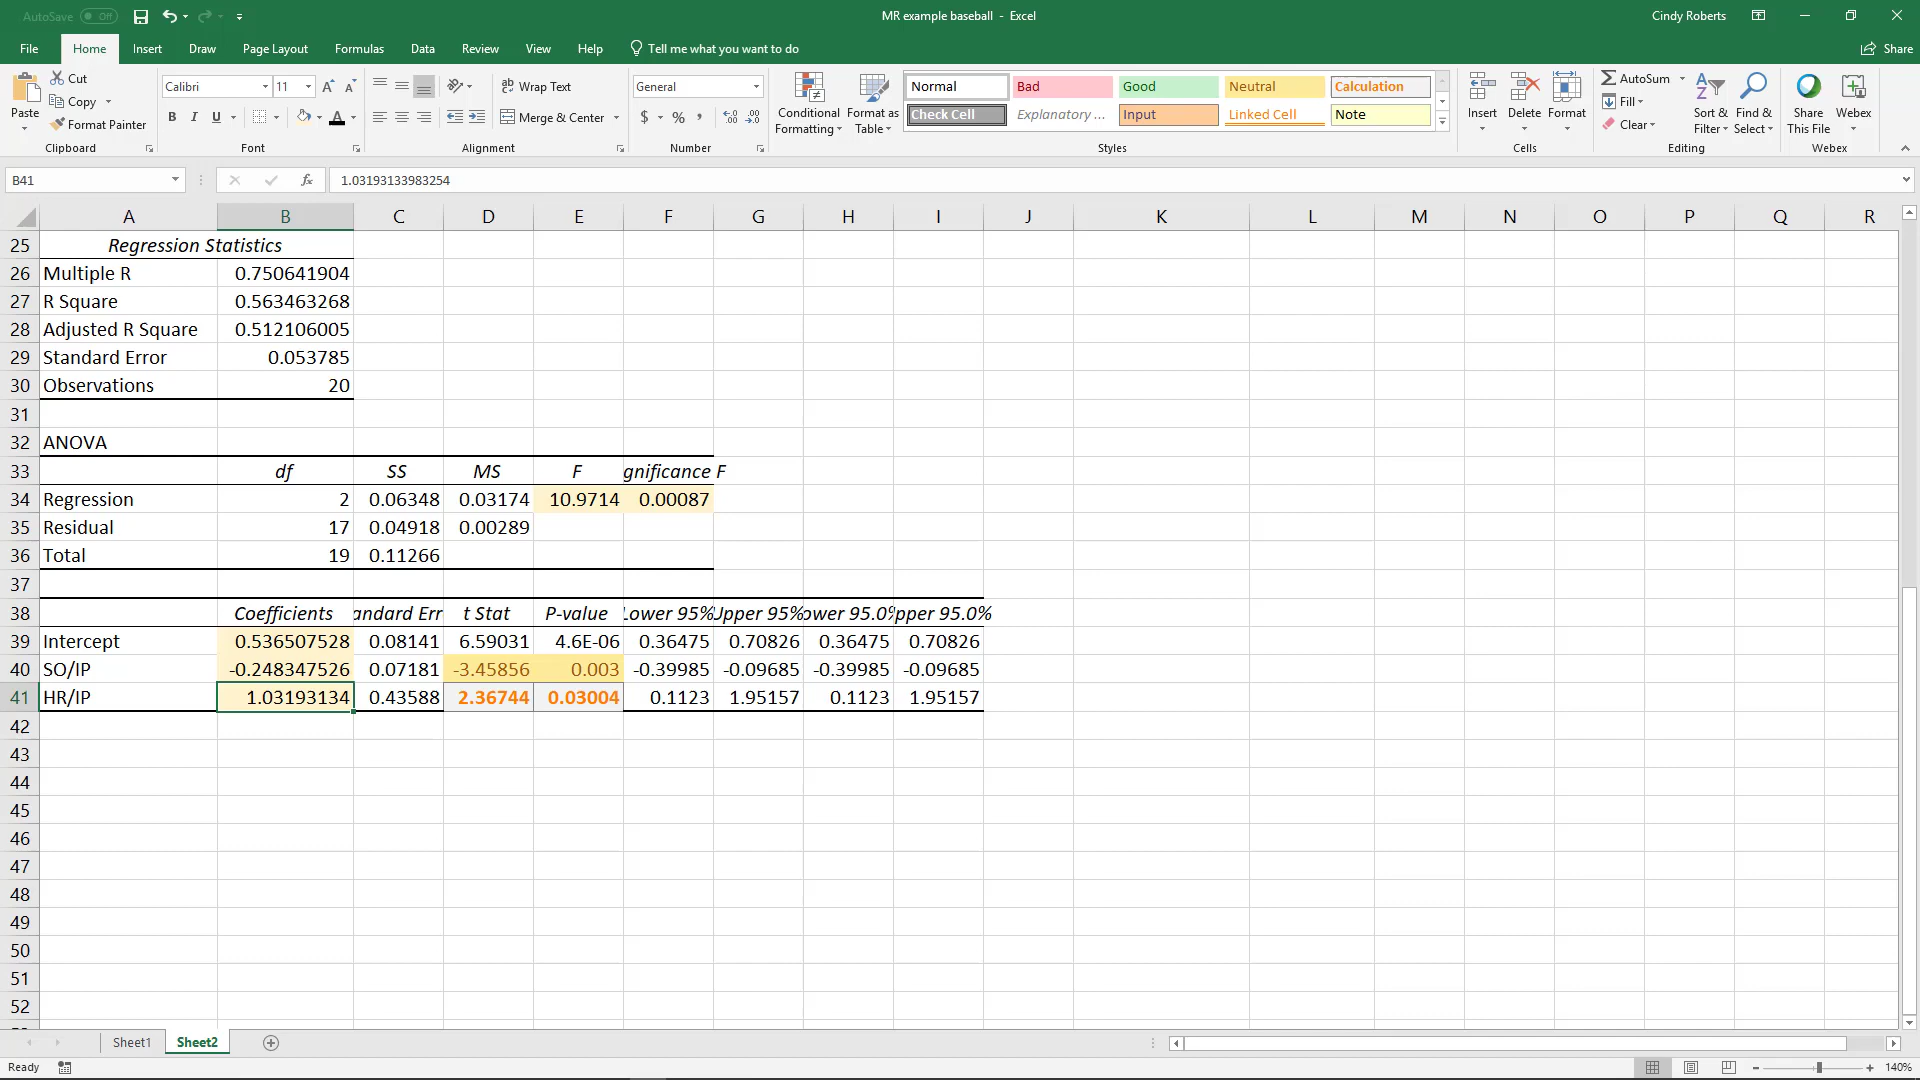 AutoSave Off MR example baseball - Excel Cindy Roberts
File Home Insert Draw Page Layout Formulas Data Review View Help Tell me what you want to do Share
Cut
Copy
Format Painter
Paste
Clipboard
Calibri 11
B I U A
Font
Wrap Text
Merge & Center
Alignment
General
$ % ,
Number
Conditional Formatting
Format as Table
Normal Bad Good Neutral Calculation
Check Cell Explanatory ... Input Linked Cell Note
Styles
Insert Delete Format
Cells
AutoSum
Fill
Clear
Sort & Filter
Find & Select
Editing
Share This File
Webex
Webex
B41 fx 1.03193133983254
A B C D E F G H I J K L M N O P Q R
25 Regression Statistics
26 Multiple R 0.750641904
27 R Square 0.563463268
28 Adjusted R Square 0.512106005
29 Standard Error 0.053785
30 Observations 20
31
32 ANOVA
33 df SS MS F gnificance F
34 Regression 2 0.06348 0.03174 10.9714 0.00087
35 Residual 17 0.04918 0.00289
36 Total 19 0.11266
37
38 Coefficients andard Err t Stat P-value Lower 95% Upper 95% ower 95.0% pper 95.0%
39 Intercept 0.536507528 0.08141 6.59031 4.6E-06 0.36475 0.70826 0.36475 0.70826
40 SO/IP -0.248347526 0.07181 -3.45856 0.003 -0.39985 -0.09685 -0.39985 -0.09685
41 HR/IP 1.03193134 0.43588 2.36744 0.03004 0.1123 1.95157 0.1123 1.95157
42
43
44
45
46
47
48
49
50
51
52
Sheet1 Sheet2
Ready 140%